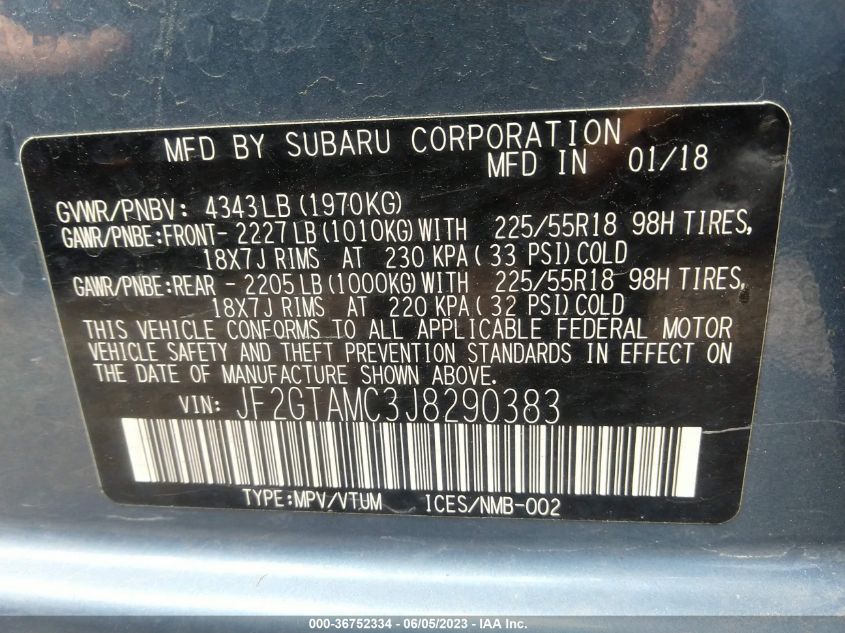 MFD BY SUBARU CORPORATION
MFD IN 01/18
GVWR/PNBV: 4343LB (1970KG)
GAWR/PNBE:FRONT- 2227 LB (1010KG) WITH 225/55R18 98H TIRES,
18X7J RIMS AT 230 KPA ( 33 PSI) COLD
GAWR/PNBE:REAR - 2205 LB (1000KG) WITH 225/55R18 98H TIRES,
18X7J RIMS AT 220 KPA ( 32 PSI) COLD
THIS VEHICLE CONFORMS TO ALL APPLICABLE FEDERAL MOTOR
VEHICLE SAFETY AND THEFT PREVENTION STANDARDS IN EFFECT ON
THE DATE OF MANUFACTURE SHOWN ABOVE.
VIN: JF2GTAMC3J8290383
TYPE:MPV/VTUM ICES/NMB-002
000-36752334 - 06/05/2023 - IAA Inc.